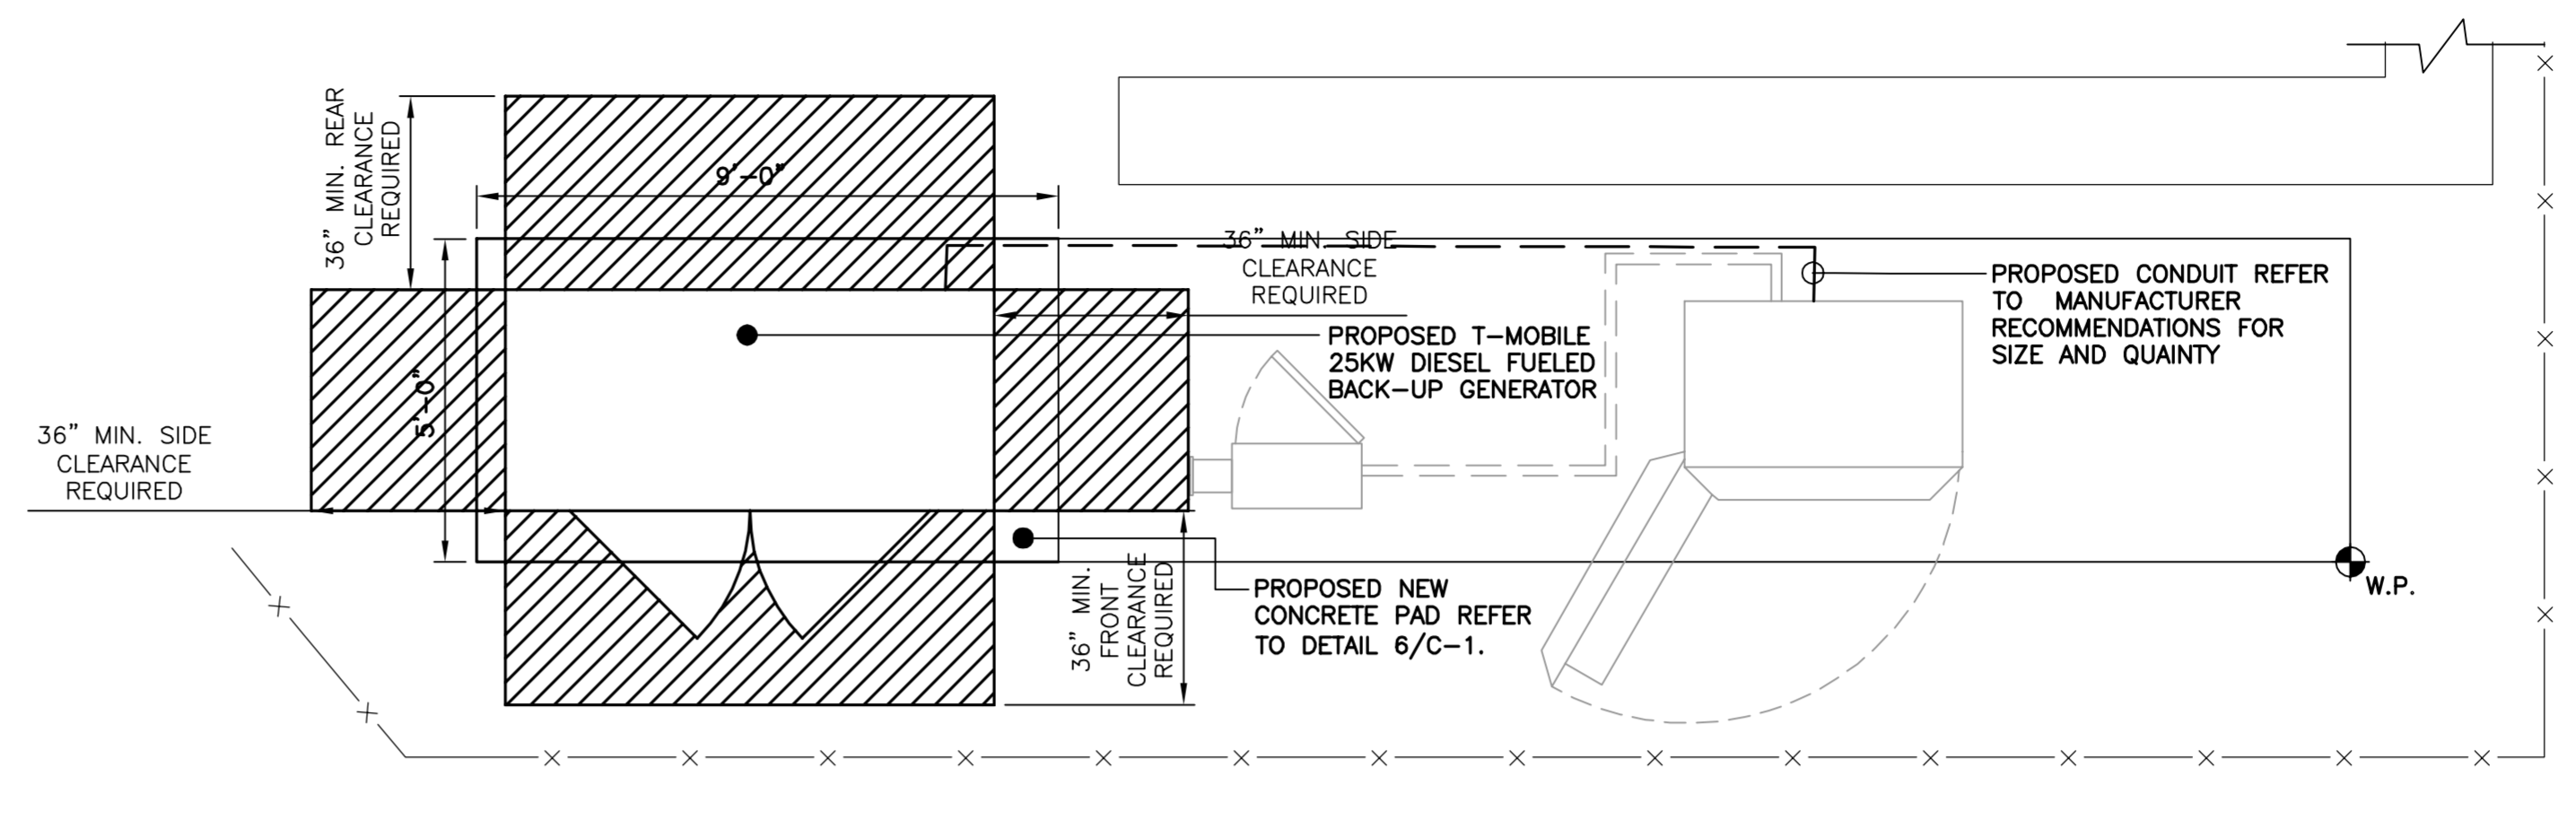 36" MIN. REAR
CLEARANCE
REQUIRED
9'-0"
5'-0"
36" MIN. SIDE
CLEARANCE
REQUIRED
36" MIN. SIDE
CLEARANCE
REQUIRED
PROPOSED T-MOBILE
25KW DIESEL FUELED
BACK-UP GENERATOR
PROPOSED CONDUIT REFER
TO MANUFACTURER
RECOMMENDATIONS FOR
SIZE AND QUAINTY
36" MIN.
FRONT
CLEARANCE
REQUIRED
PROPOSED NEW
CONCRETE PAD REFER
TO DETAIL 6/C-1.
W.P.